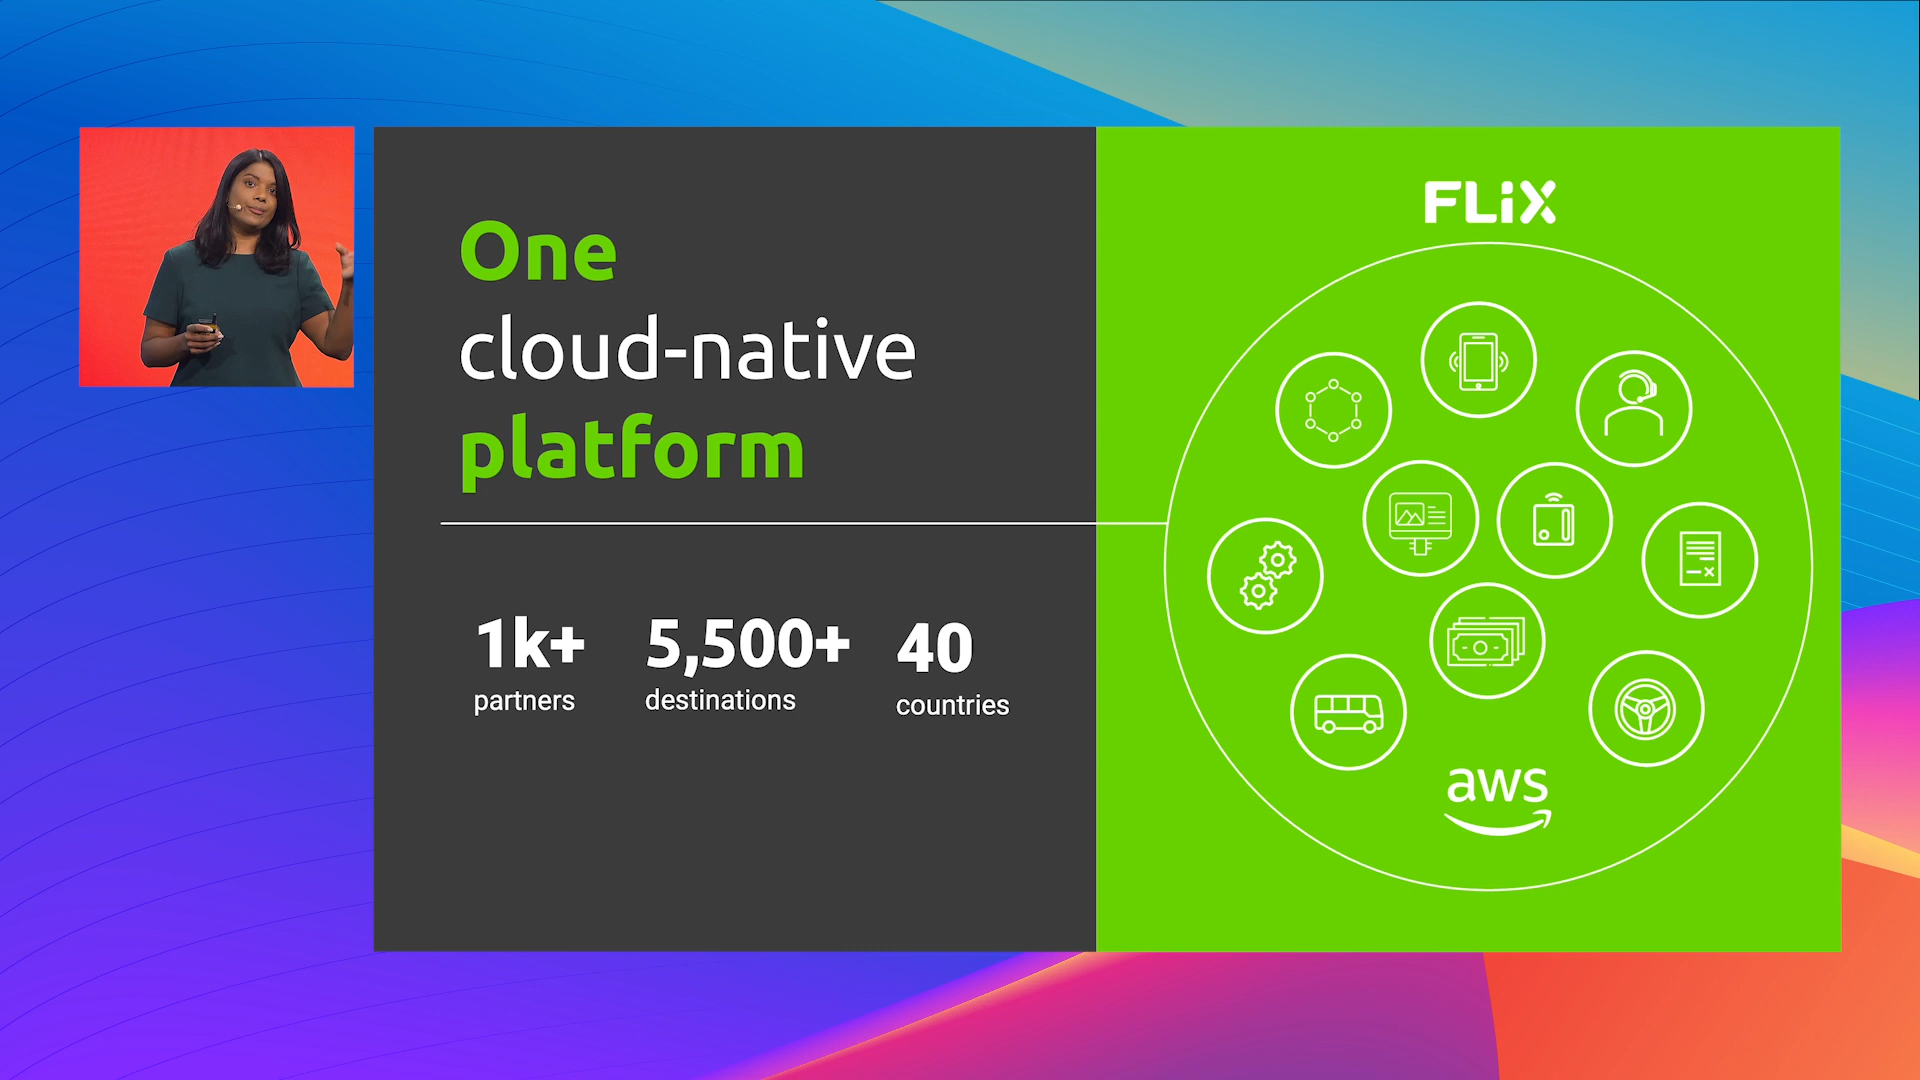 One
cloud-native
platform
1k+
partners
5,500+
destinations
40
countries
FLiX
aws